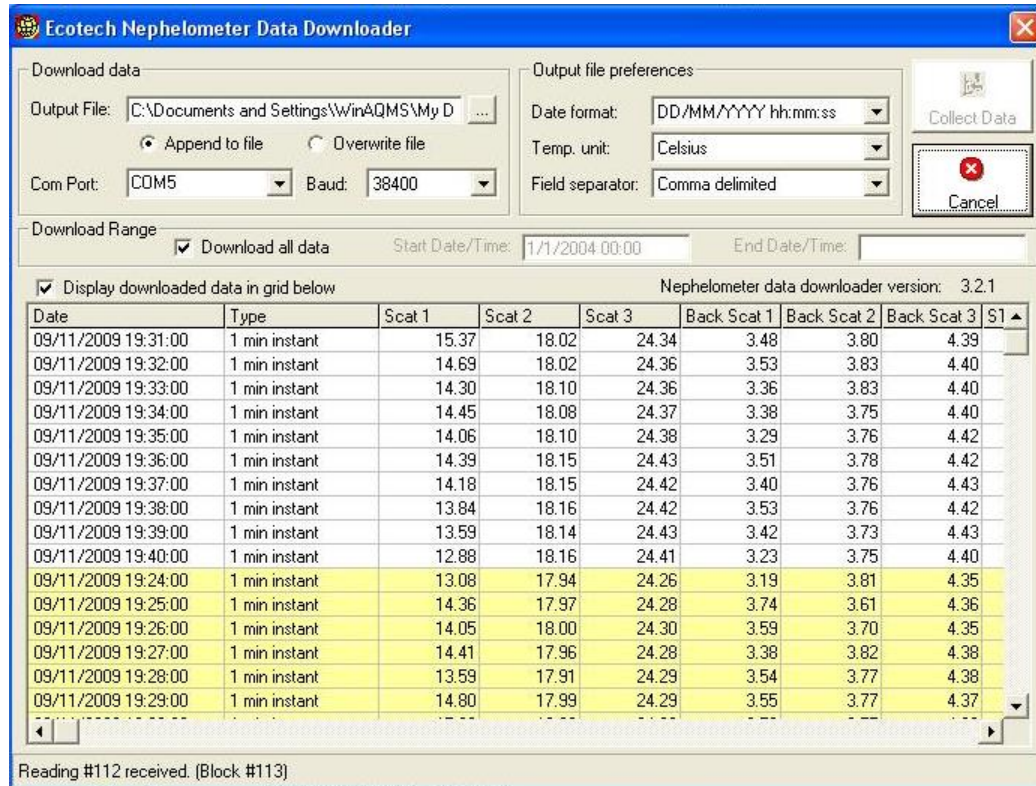 Ecotech Nephelometer Data Downloader
Download data
Output File: C:\Documents and Settings\WinAQMS\My D ...
Append to file Overwrite file
Com Port: COM5 Baud: 38400
Output file preferences
Date format: DD/MM/YYYY hh:mm:ss
Temp. unit: Celsius
Field separator: Comma delimited
Collect Data
Cancel
Download Range
Download all data Start Date/Time: 1/1/2004 00:00 End Date/Time:
Display downloaded data in grid below Nephelometer data downloader version: 3.2.1
Date Type Scat 1 Scat 2 Scat 3 Back Scat 1 Back Scat 2 Back Scat 3
09/11/2009 19:31:00 1 min instant 15.37 18.02 24.34 3.48 3.80 4.39
09/11/2009 19:32:00 1 min instant 14.69 18.02 24.36 3.53 3.83 4.40
09/11/2009 19:33:00 1 min instant 14.30 18.10 24.36 3.36 3.83 4.40
09/11/2009 19:34:00 1 min instant 14.45 18.08 24.37 3.38 3.75 4.40
09/11/2009 19:35:00 1 min instant 14.06 18.10 24.38 3.29 3.76 4.42
09/11/2009 19:36:00 1 min instant 14.39 18.15 24.43 3.51 3.78 4.42
09/11/2009 19:37:00 1 min instant 14.18 18.15 24.42 3.40 3.76 4.43
09/11/2009 19:38:00 1 min instant 13.84 18.16 24.42 3.53 3.76 4.42
09/11/2009 19:39:00 1 min instant 13.59 18.14 24.43 3.42 3.73 4.43
09/11/2009 19:40:00 1 min instant 12.88 18.16 24.41 3.23 3.75 4.40
09/11/2009 19:24:00 1 min instant 13.08 17.94 24.26 3.19 3.81 4.35
09/11/2009 19:25:00 1 min instant 14.36 17.97 24.28 3.74 3.61 4.36
09/11/2009 19:26:00 1 min instant 14.05 18.00 24.30 3.59 3.70 4.35
09/11/2009 19:27:00 1 min instant 14.41 17.96 24.28 3.38 3.82 4.38
09/11/2009 19:28:00 1 min instant 13.59 17.91 24.29 3.54 3.77 4.38
09/11/2009 19:29:00 1 min instant 14.80 17.99 24.29 3.55 3.77 4.37
Reading #112 received. (Block #113)